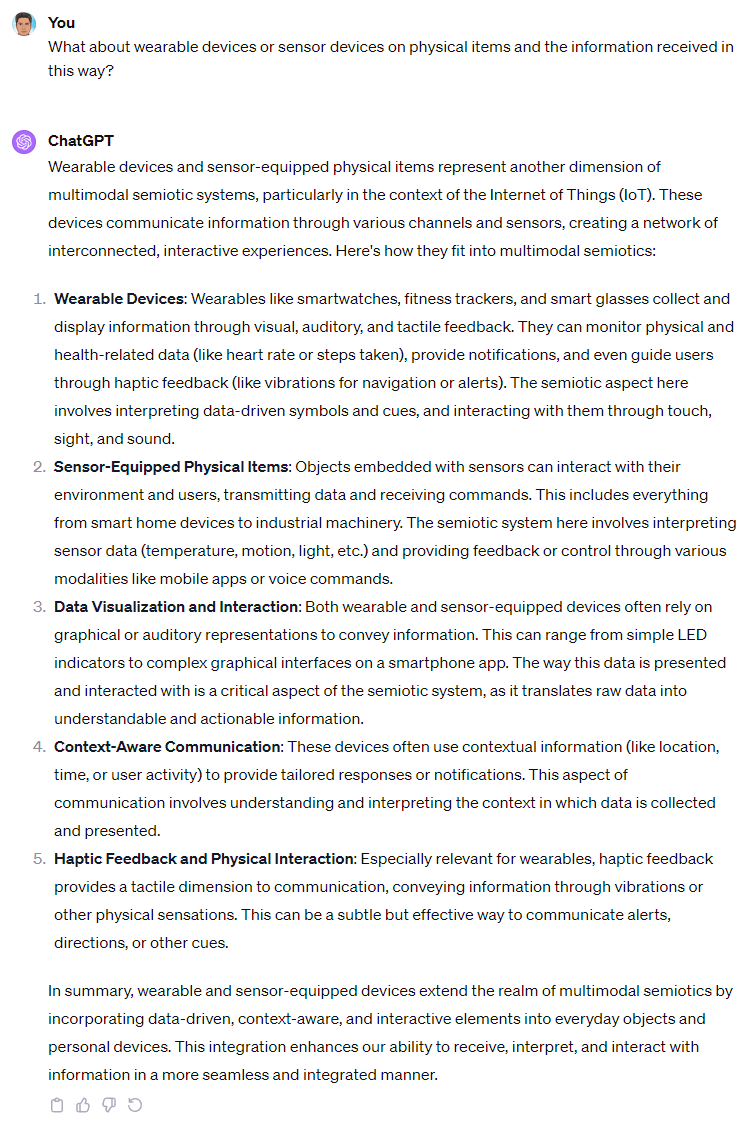 You
What about wearable devices or sensor devices on physical items and the information received in
this way?
ChatGPT
Wearable devices and sensor-equipped physical items represent another dimension of
multimodal semiotic systems, particularly in the context of the Internet of Things (IoT). These
devices communicate information through various channels and sensors, creating a network of
interconnected, interactive experiences. Here's how they fit into multimodal semiotics:
1. Wearable Devices: Wearables like smartwatches, fitness trackers, and smart glasses collect and
display information through visual, auditory, and tactile feedback. They can monitor physical and
health-related data (like heart rate or steps taken), provide notifications, and even guide users
through haptic feedback (like vibrations for navigation or alerts). The semiotic aspect here
involves interpreting data-driven symbols and cues, and interacting with them through touch,
sight, and sound.
2. Sensor-Equipped Physical Items: Objects embedded with sensors can interact with their
environment and users, transmitting data and receiving commands. This includes everything
from smart home devices to industrial machinery. The semiotic system here involves interpreting
sensor data (temperature, motion, light, etc.) and providing feedback or control through various
modalities like mobile apps or voice commands.
3. Data Visualization and Interaction: Both wearable and sensor-equipped devices often rely on
graphical or auditory representations to convey information. This can range from simple LED
indicators to complex graphical interfaces on a smartphone app. The way this data is presented
and interacted with is a critical aspect of the semiotic system, as it translates raw data into
understandable and actionable information.
4. Context-Aware Communication: These devices often use contextual information (like location,
time, or user activity) to provide tailored responses or notifications. This aspect of
communication involves understanding and interpreting the context in which data is collected
and presented.
5. Haptic Feedback and Physical Interaction: Especially relevant for wearables, haptic feedback
provides a tactile dimension to communication, conveying information through vibrations or
other physical sensations. This can be a subtle but effective way to communicate alerts,
directions, or other cues.
In summary, wearable and sensor-equipped devices extend the realm of multimodal semiotics by
incorporating data-driven, context-aware, and interactive elements into everyday objects and
personal devices. This integration enhances our ability to receive, interpret, and interact with
information in a more seamless and integrated manner.